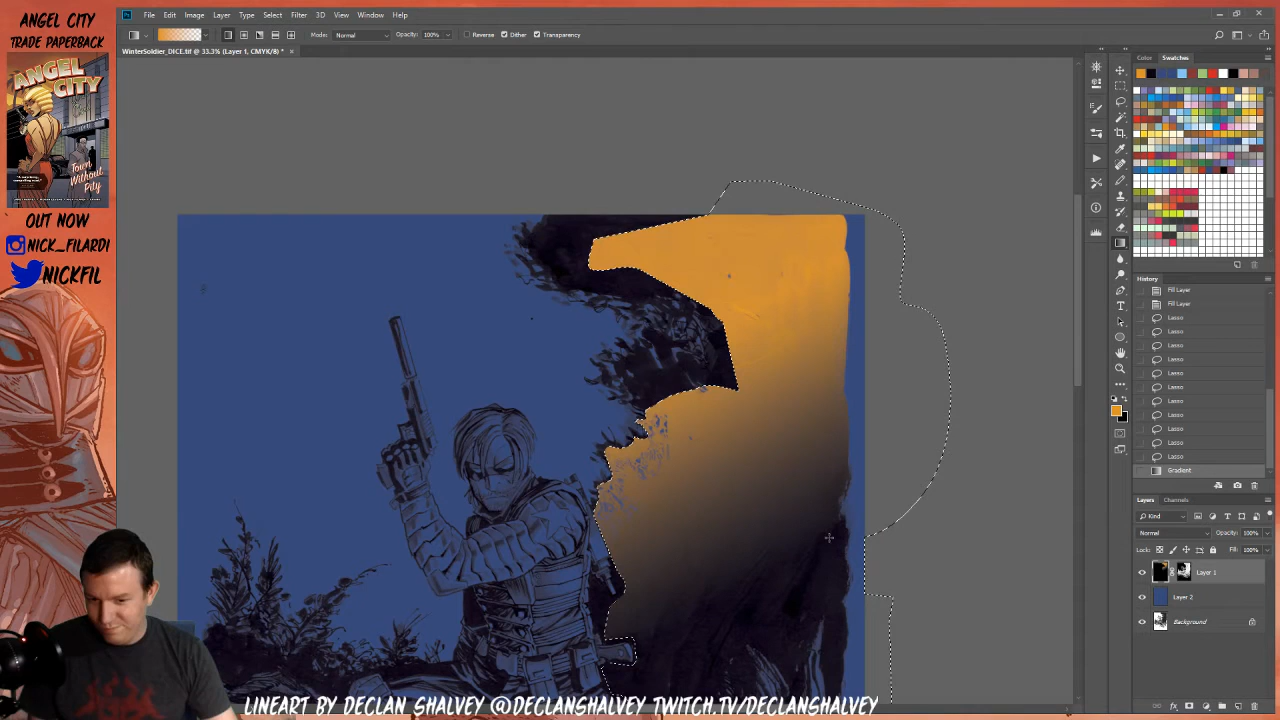 ANGEL CITY
TRADE PAPERBACK
ANGEL CITY
Town Without Pity
OUT NOW
NICK_FILARDI
NICKFIL
File Edit Image Layer Type Select Filter 3D View Window Help
Mode: Normal Opacity: 100% Reverse Dither Transparency
WinterSoldier_DICE.tif @ 33.3% (Layer 1, CMYK/8) *
Color Swatches
History
Fill Layer
Fill Layer
Lasso
Lasso
Lasso
Lasso
Lasso
Lasso
Lasso
Lasso
Lasso
Lasso
Lasso
Gradient
Layers Channels
Kind
Normal Opacity: 100%
Lock: Fill: 100%
Layer 1
Layer 2
Background
LINEART BY DECLAN SHALVEY @DECLANSHALVEY TWITCH.TV/DECLANSHALVEY